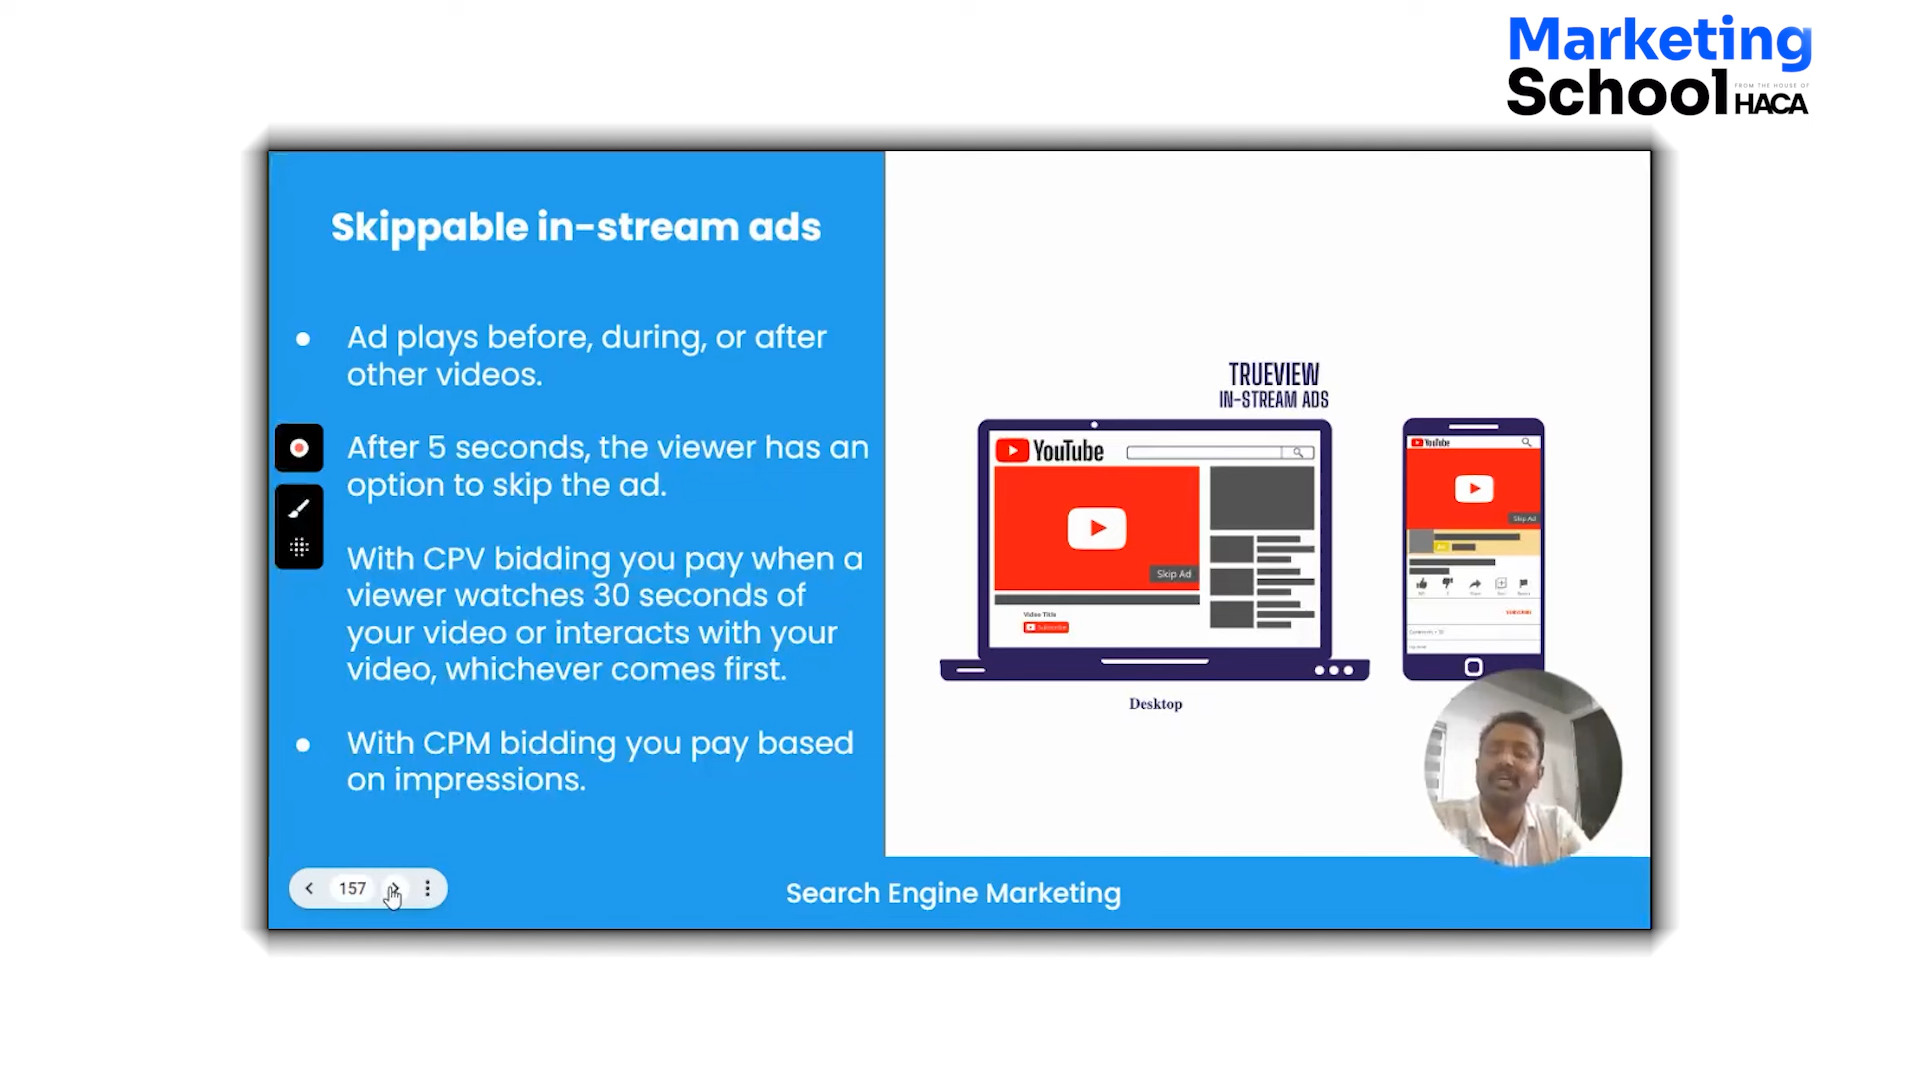 Marketing
School FROM THE HOUSE OF
HACA
Skippable in-stream ads
Ad plays before, during, or after
other videos.
After 5 seconds, the viewer has an
option to skip the ad.
With CPV bidding you pay when a
viewer watches 30 seconds of
your video or interacts with your
video, whichever comes first.
With CPM bidding you pay based
on impressions.
TRUEVIEW
IN-STREAM ADS
YouTube
Skip Ad
Video Title
Subscribe
Desktop
YouTube
Skip Ad
SUBSCRIBE
157
Search Engine Marketing